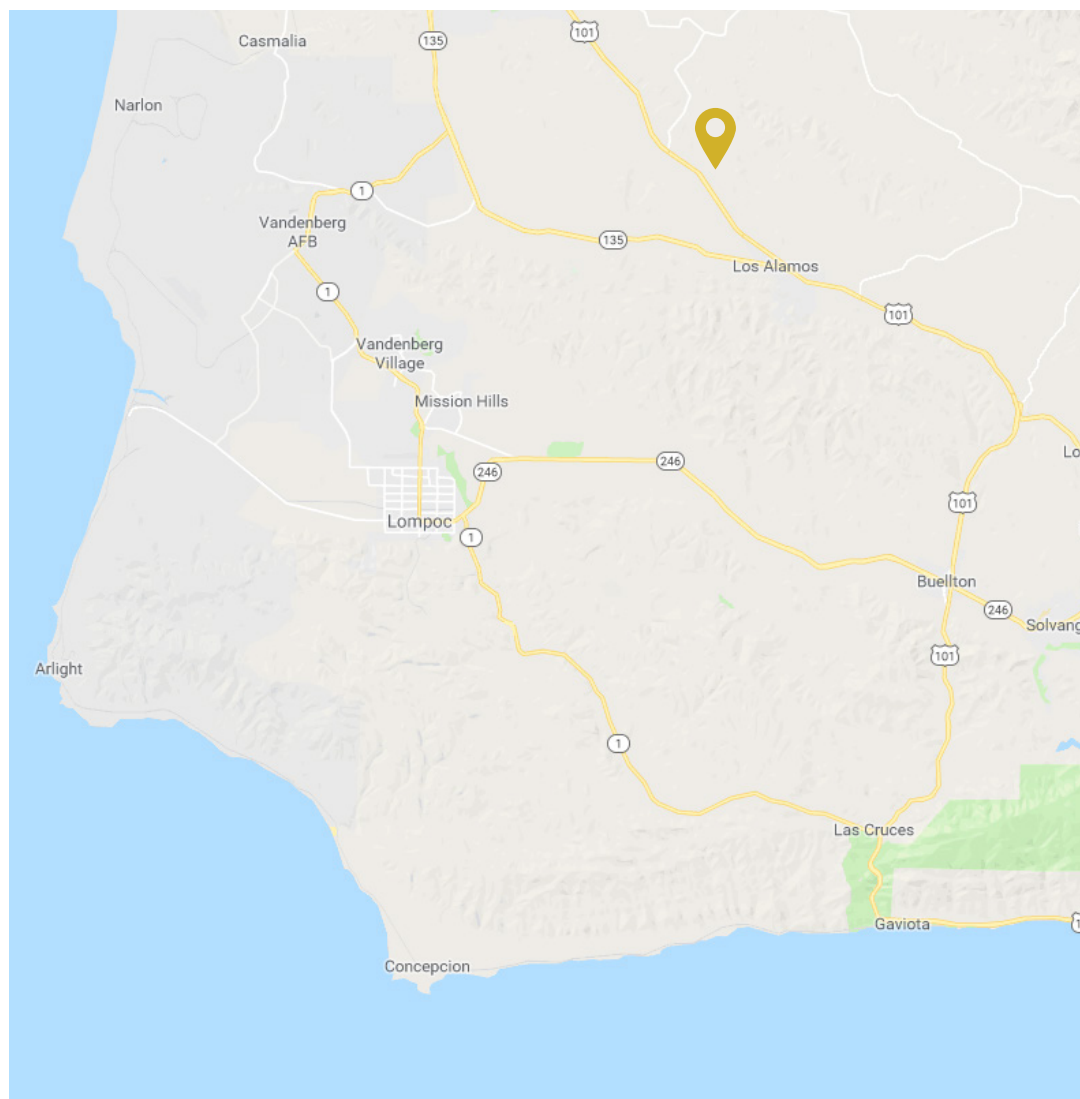 101
Casmalia
135
Narlon
1
Vandenberg
AFB
135
Los Alamos
1
101
Vandenberg
Village
Mission Hills
Lo
246
246
101
Lompoc
1
Buellton
246
Solvang
101
Arlight
1
Las Cruces
Gaviota
Concepcion